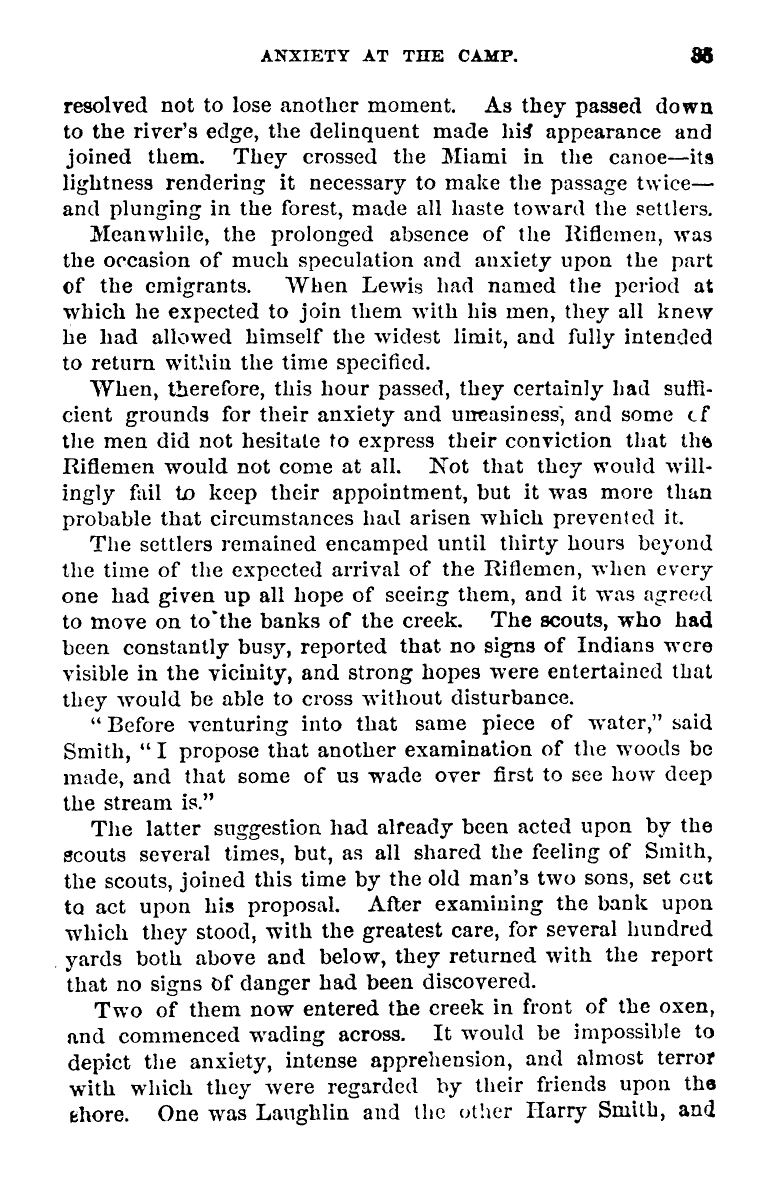 ANXIETY AT THE CAMP. 35
resolved not to lose another moment. As they passed down
to the river's edge, the delinquent made his appearance and
joined them. They crossed the Miami in the canoe—its
lightness rendering it necessary to make the passage twice—
and plunging in the forest, made all haste toward the settlers.
Meanwhile, the prolonged absence of the Riflemen, was
the occasion of much speculation and anxiety upon the part
of the emigrants. When Lewis had named the period at
which he expected to join them with his men, they all knew
he had allowed himself the widest limit, and fully intended
to return within the time specified.
When, therefore, this hour passed, they certainly had suffi-
cient grounds for their anxiety and uneasiness, and some of
the men did not hesitate to express their conviction that the
Riflemen would not come at all. Not that they would will-
ingly fail to keep their appointment, but it was more than
probable that circumstances had arisen which prevented it.
The settlers remained encamped until thirty hours beyond
the time of the expected arrival of the Riflemen, when every
one had given up all hope of seeing them, and it was agreed
to move on to the banks of the creek. The scouts, who had
been constantly busy, reported that no signs of Indians were
visible in the vicinity, and strong hopes were entertained that
they would be able to cross without disturbance.
“Before venturing into that same piece of water,” said
Smith, “I propose that another examination of the woods be
made, and that some of us wade over first to see how deep
the stream is.”
The latter suggestion had already been acted upon by the
scouts several times, but, as all shared the feeling of Smith,
the scouts, joined this time by the old man's two sons, set out
to act upon his proposal. After examining the bank upon
which they stood, with the greatest care, for several hundred
yards both above and below, they returned with the report
that no signs of danger had been discovered.
Two of them now entered the creek in front of the oxen,
and commenced wading across. It would be impossible to
depict the anxiety, intense apprehension, and almost terror
with which they were regarded by their friends upon the
shore. One was Laughlin and the other Harry Smith, and